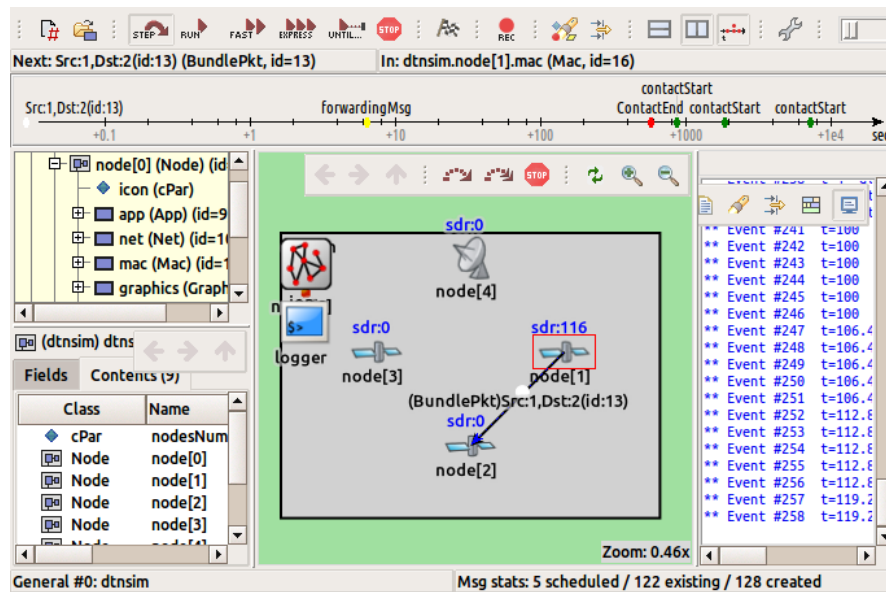 STEP RUN FAST EXPRESS UNTIL... STOP REC
Next: Src:1,Dst:2(id:13) (BundlePkt, id=13) In: dtnsim.node[1].mac (Mac, id=16)
contactStart
Src:1,Dst:2(id:13) forwardingMsg ContactEnd contactStart contactStart
+0.1 +1 +10 +100 +1000 +1e4 sec
node[0] (Node) (id
icon (cPar)
app (App) (id=9
net (Net) (id=1
mac (Mac) (id=1
graphics (Graph
(dtnsim) dtns
Fields Contents (9)
Class Name
cPar nodesNum
Node node[0]
Node node[1]
Node node[2]
Node node[3]
STOP
sdr:0
node[4]
$>
logger
sdr:0
node[3]
sdr:116
node[1]
(BundlePkt)Src:1,Dst:2(id:13)
sdr:0
node[2]
Zoom: 0.46x
** Event #241 t=100
** Event #242 t=100
** Event #243 t=100
** Event #244 t=100
** Event #245 t=100
** Event #246 t=100
** Event #247 t=106.4
** Event #248 t=106.4
** Event #249 t=106.4
** Event #250 t=106.4
** Event #251 t=106.4
** Event #252 t=112.8
** Event #253 t=112.8
** Event #254 t=112.8
** Event #255 t=112.8
** Event #256 t=112.8
** Event #257 t=119.2
** Event #258 t=119.2
General #0: dtnsim Msg stats: 5 scheduled / 122 existing / 128 created